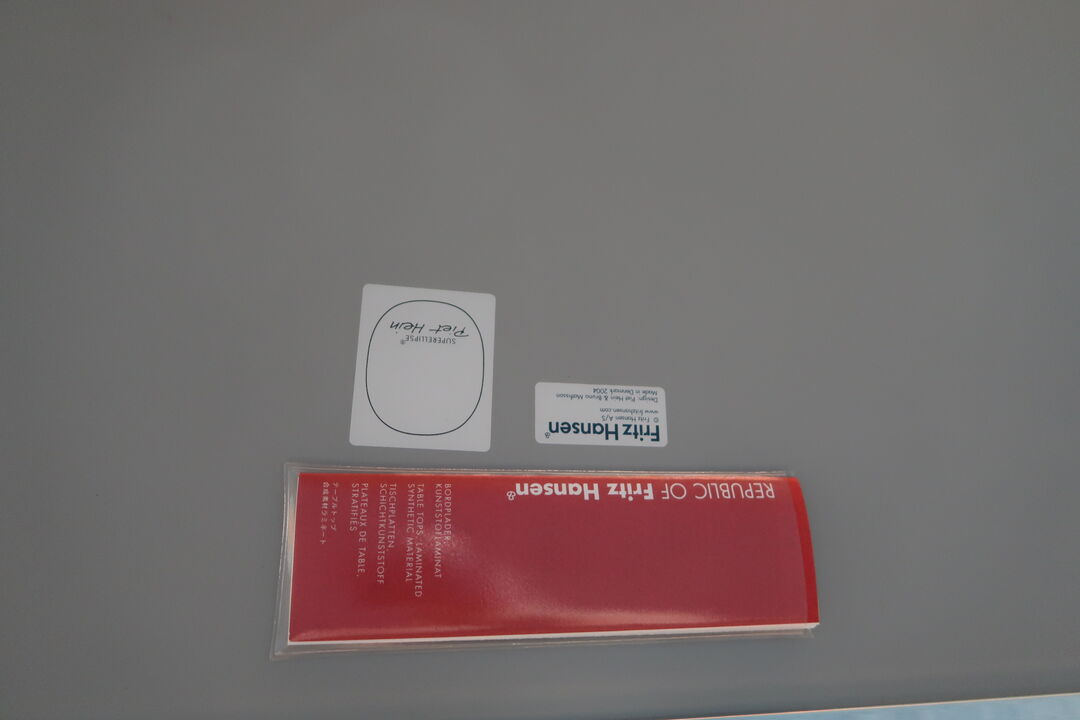 Piet Hein
SUPERELLIPSE®
Fritz Hansen
© Fritz Hansen A/S
www.fritzhansen.com
Design: Piet Hein & Bruno Mathsson
Made in Denmark 2004
REPUBLIC OF Fritz Hansen®
BORDPLADER,
KUNSTSTOFLAMINAT
TABLE TOPS, LAMINATED
SYNTHETIC MATERIAL
TISCHPLATTEN
SCHICHTKUNSTSTOFF
PLATEAUX DE TABLE,
STRATIFIÉS
テーブルトップ
合成素材ラミネート